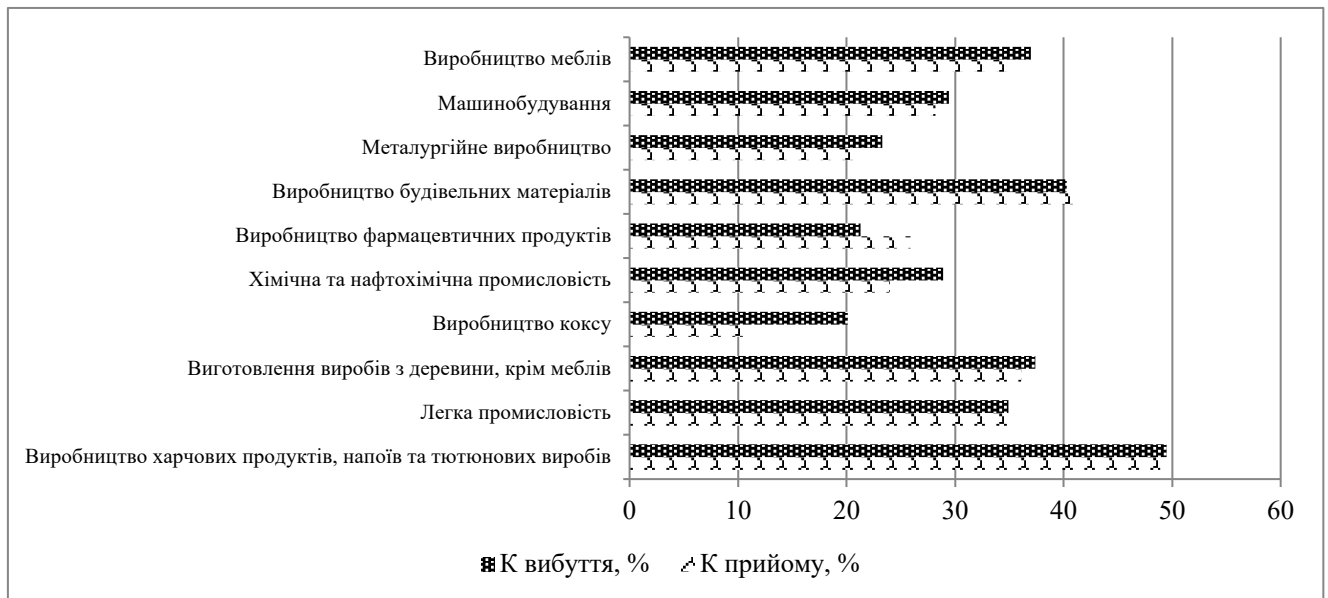 Виробництво меблів
Машинобудування
Металургійне виробництво
Виробництво будівельних матеріалів
Виробництво фармацевтичних продуктів
Хімічна та нафтохімічна промисловість
Виробництво коксу
Виготовлення виробів з деревини, крім меблів
Легка промисловість
Виробництво харчових продуктів, напоїв та тютюнових виробів
0 10 20 30 40 50 60
К вибуття, % К прийому, %